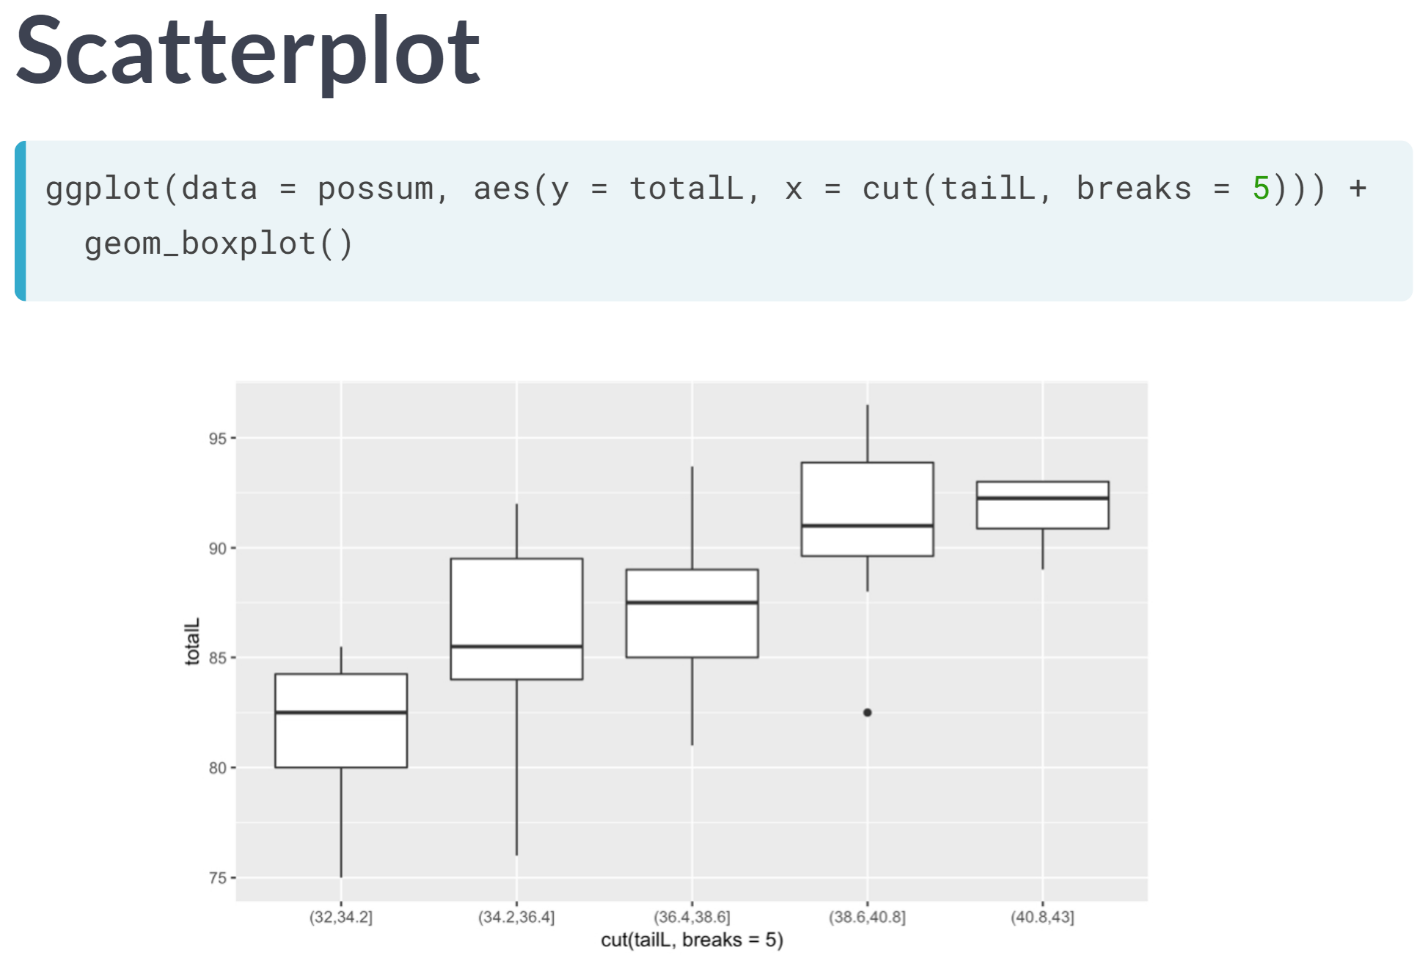 Scatterplot
ggplot(data = possum, aes(y = totalL, x = cut(tailL, breaks = 5))) +
  geom_boxplot()
95
90
85
80
75
totalL
(32,34.2] (34.2,36.4] (36.4,38.6] (38.6,40.8] (40.8,43]
cut(tailL, breaks = 5)